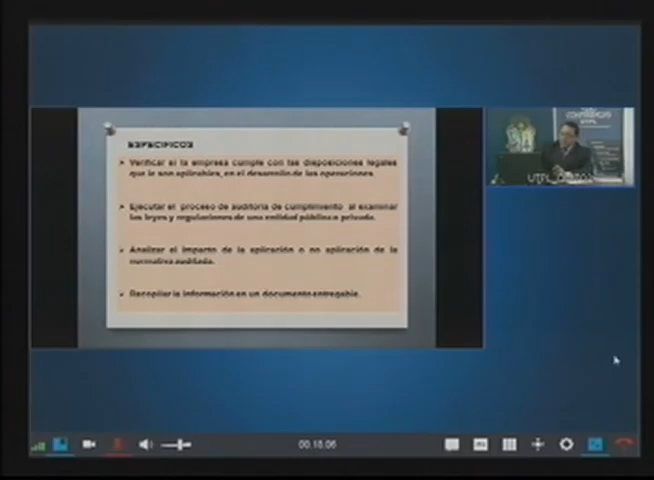 ESPECIFICOS
➢ Verificar si la empresa cumple con las disposiciones legales
que le son aplicables, en el desarrollo de las operaciones.
➢ Ejecutar el proceso de auditoría de cumplimiento al examinar
las leyes y regulaciones de una entidad pública o privada.
➢ Analizar el impacto de la aplicación o no aplicación de la
normativa auditada.
➢ Recopilar la información en un documento entregable.
00.18.06